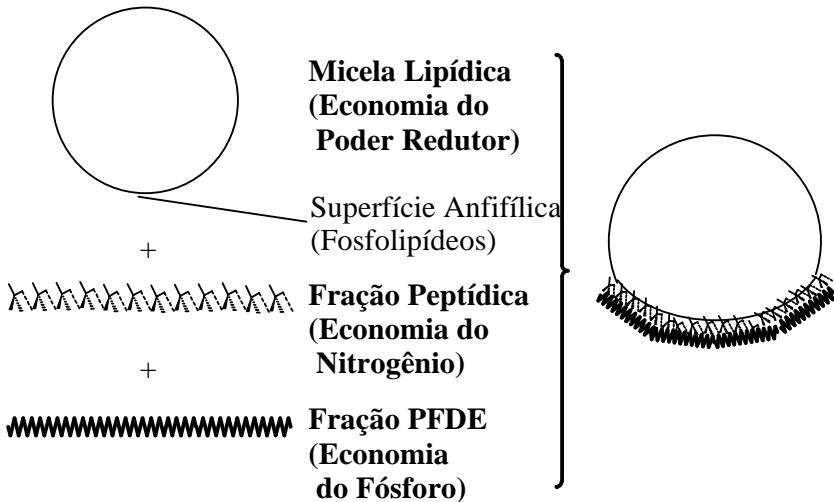 Micela Lipídica
(Economia do
Poder Redutor)
Superfície Anfifílica
(Fosfolipídeos)
+
Fração Peptídica
(Economia do
Nitrogênio)
+
Fração PFDE
(Economia
do Fósforo)